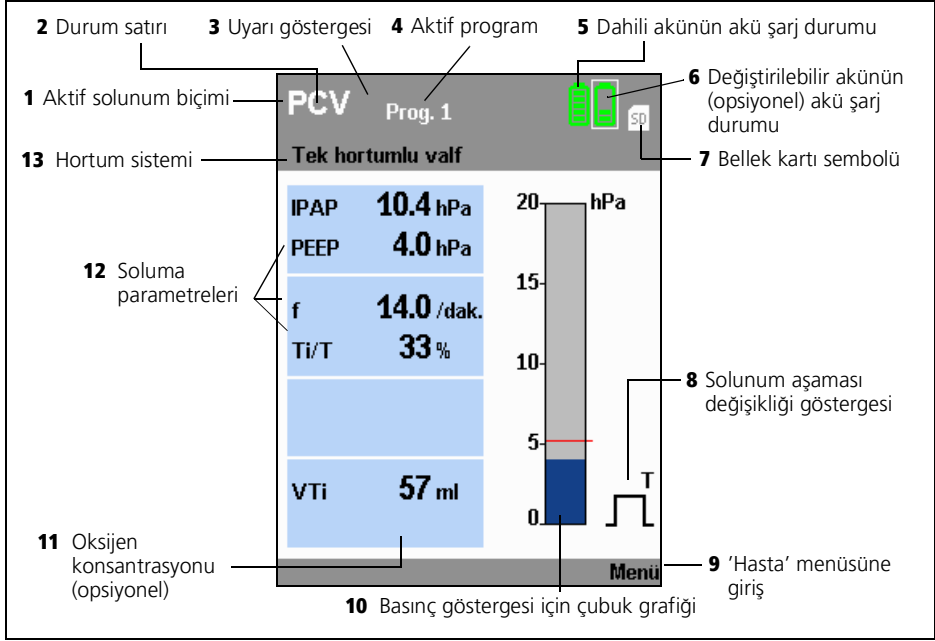 2 Durum satırı
3 Uyarı göstergesi
4 Aktif program
5 Dahili akünün akü şarj durumu
6 Değiştirilebilir akünün
(opsiyonel) akü şarj
durumu
1 Aktif solunum biçimi
PCV
Prog. 1
SD
7 Bellek kartı sembolü
13 Hortum sistemi
Tek hortumlu valf
IPAP 10.4 hPa
PEEP 4.0 hPa
12 Soluma
parametreleri
f 14.0 /dak.
Ti/T 33 %
VTi 57 ml
20 hPa
15
10
5
0
8 Solunum aşaması
değişikliği göstergesi
T
11 Oksijen
konsantrasyonu
(opsiyonel)
Menü
9 'Hasta' menüsüne
giriş
10 Basınç göstergesi için çubuk grafiği